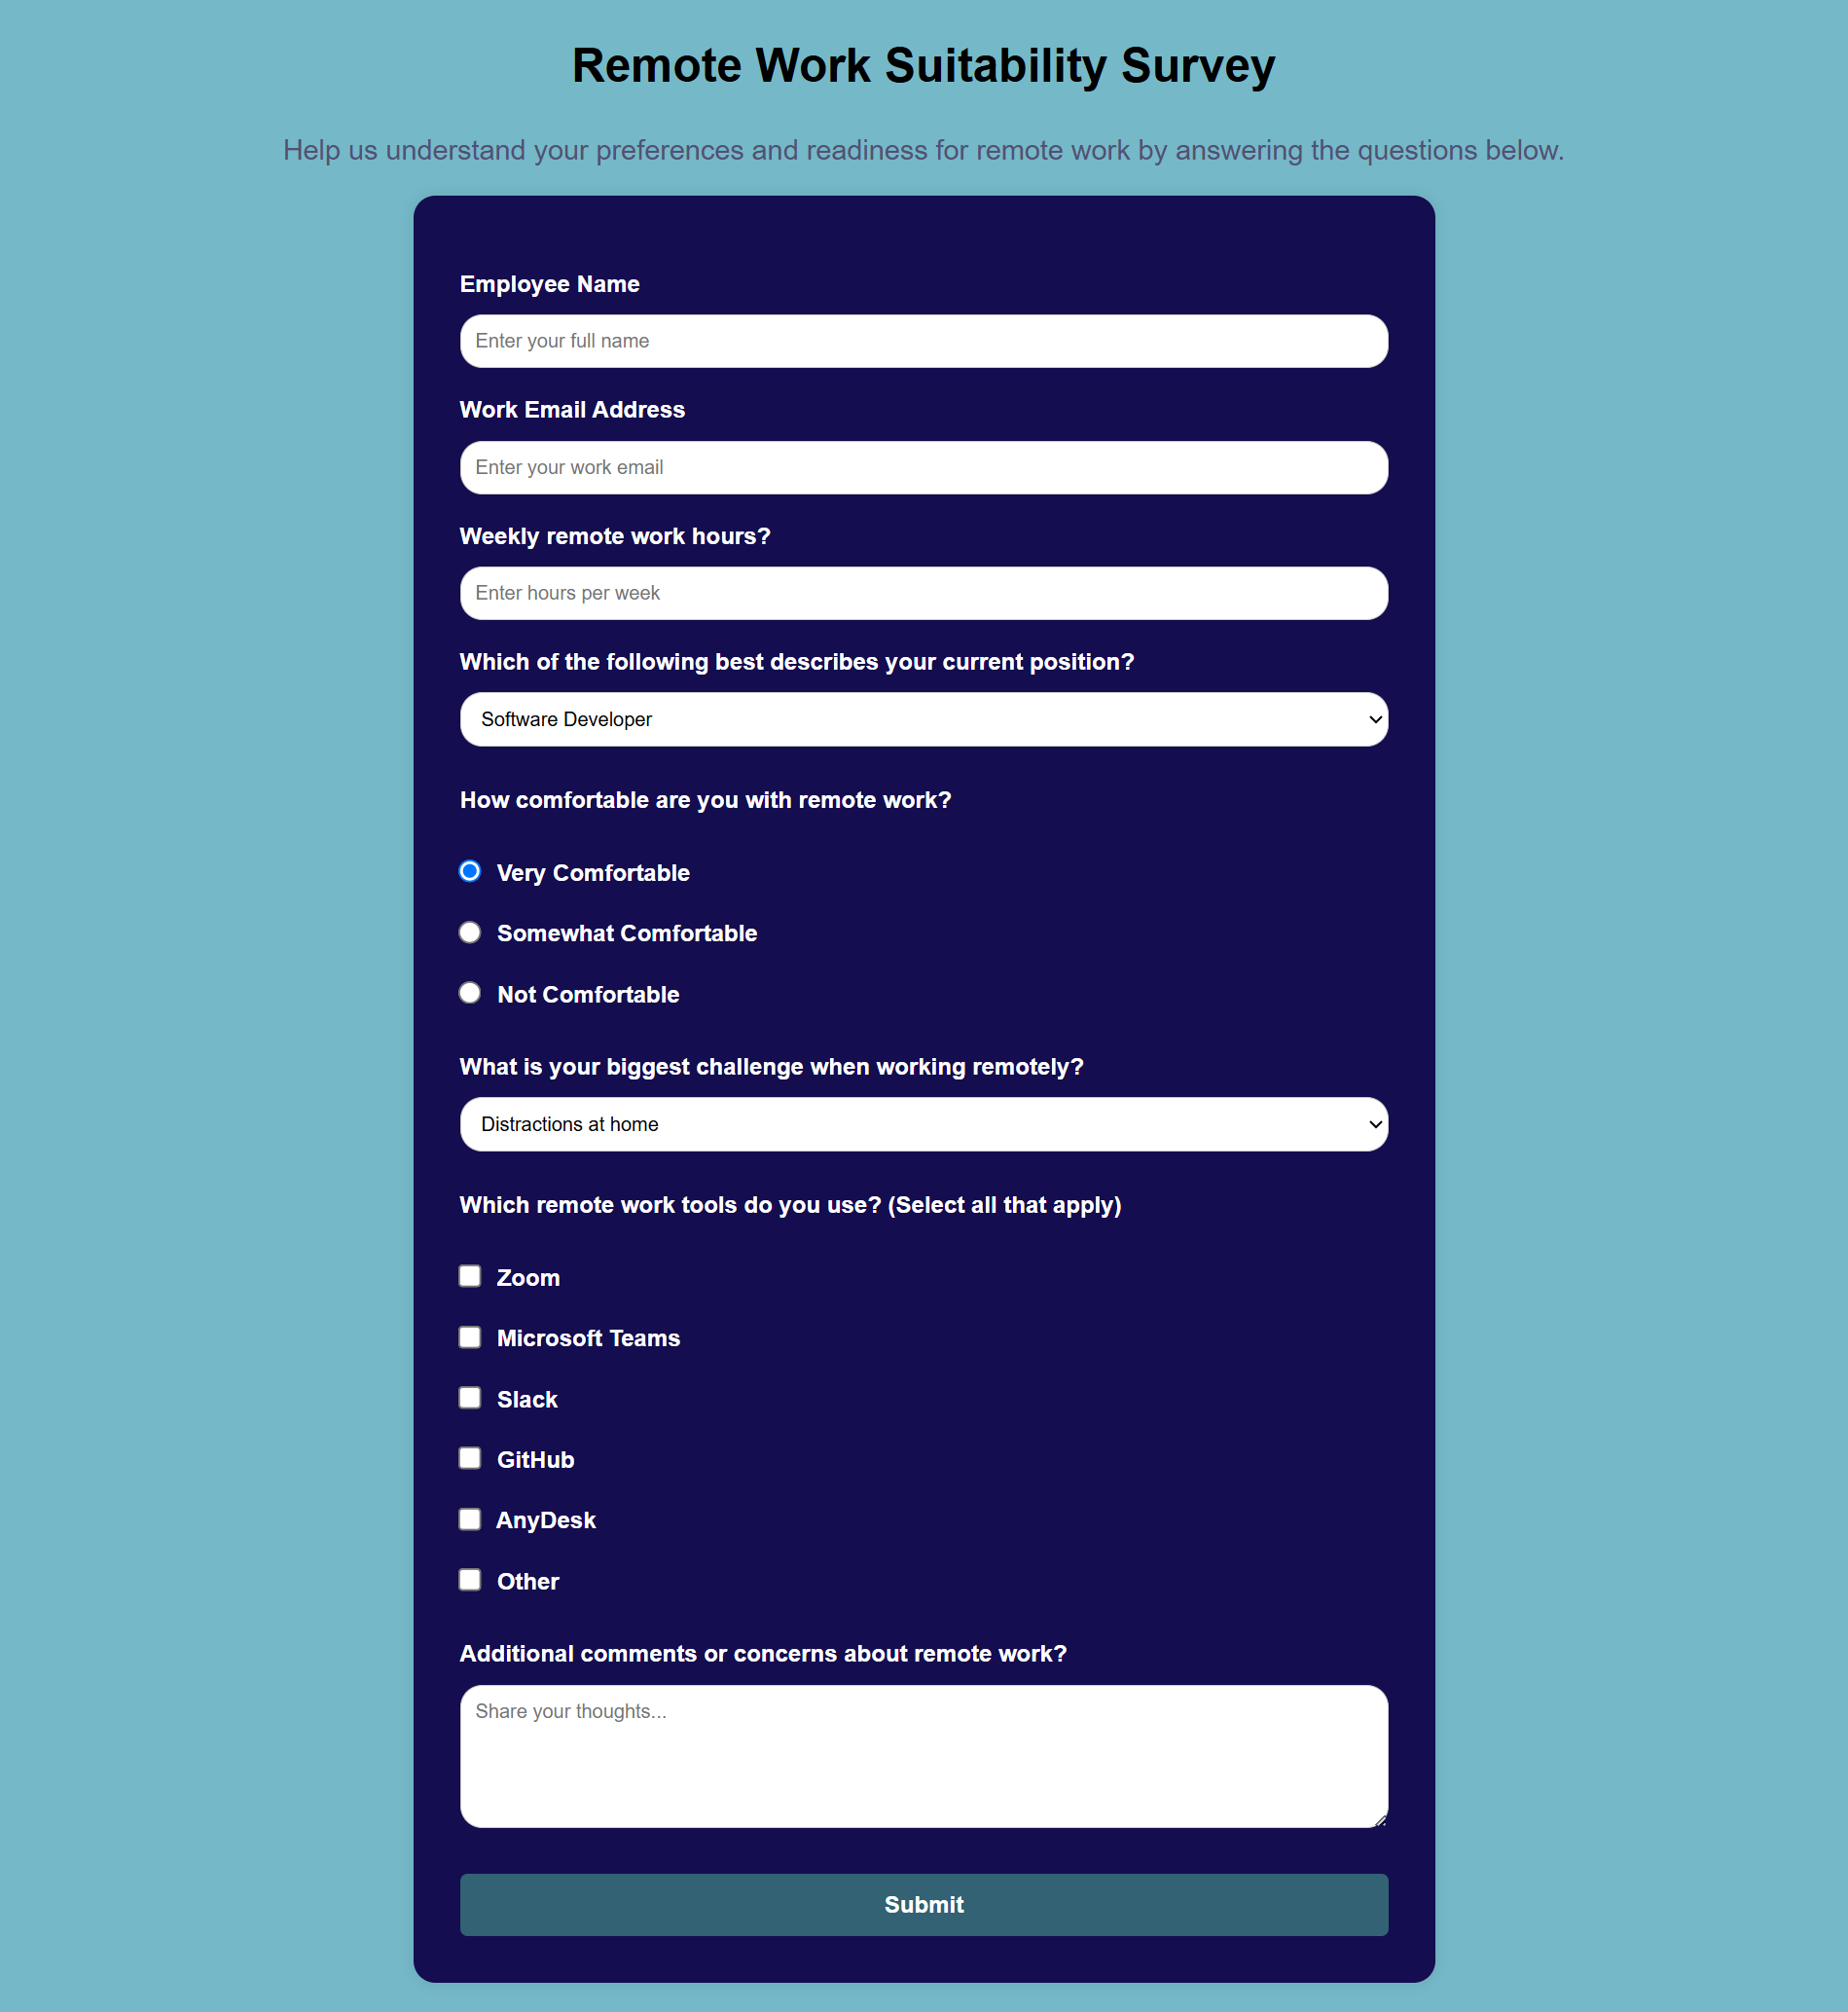 Remote Work Suitability Survey
Help us understand your preferences and readiness for remote work by answering the questions below.
Employee Name
Enter your full name
Work Email Address
Enter your work email
Weekly remote work hours?
Enter hours per week
Which of the following best describes your current position?
Software Developer
How comfortable are you with remote work?
Very Comfortable
Somewhat Comfortable
Not Comfortable
What is your biggest challenge when working remotely?
Distractions at home
Which remote work tools do you use? (Select all that apply)
Zoom
Microsoft Teams
Slack
GitHub
AnyDesk
Other
Additional comments or concerns about remote work?
Share your thoughts...
Submit